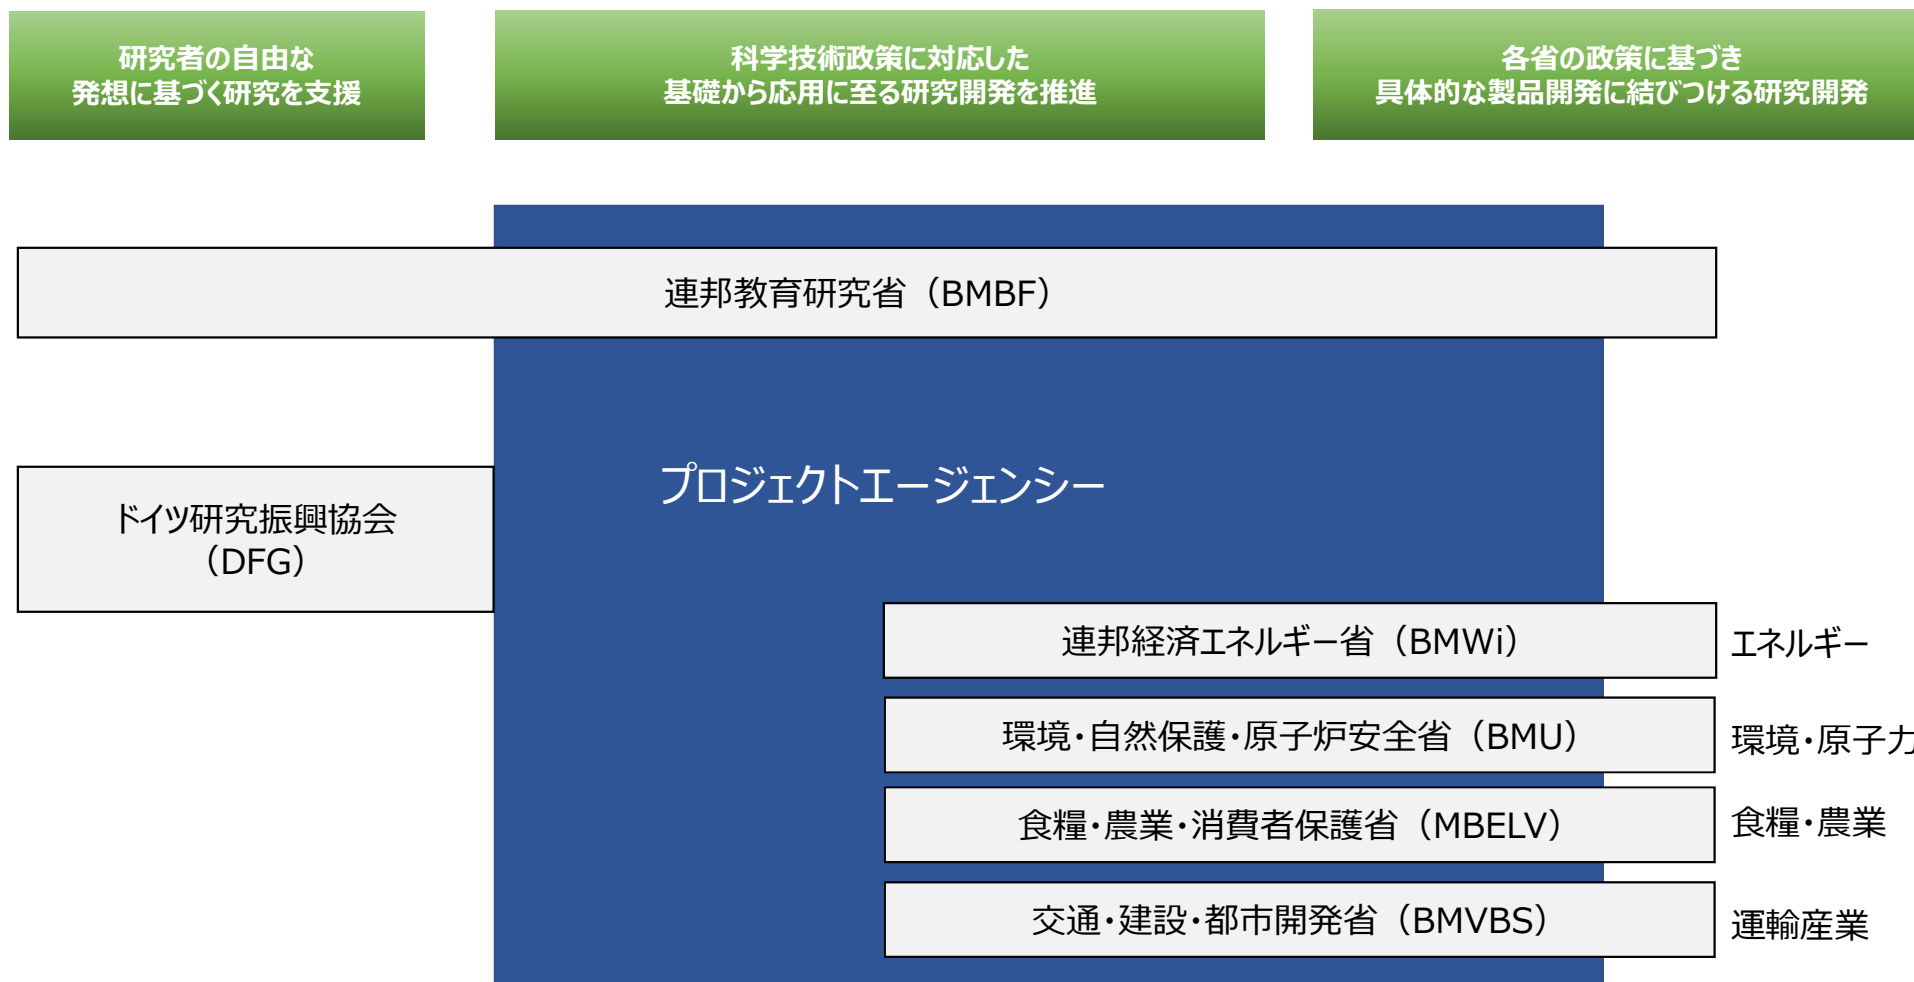 研究者の自由な
発想に基づく研究を支援
科学技術政策に対応した
基礎から応用に至る研究開発を推進
各省の政策に基づき
具体的な製品開発に結びつける研究開発
連邦教育研究省（BMBF）
プロジェクトエージェンシー
ドイツ研究振興協会
（DFG）
連邦経済エネルギー省（BMWi）
エネルギー
環境・自然保護・原子炉安全省（BMU）
環境・原子力
食糧・農業・消費者保護省（MBELV）
食糧・農業
交通・建設・都市開発省（BMVBS）
運輸産業